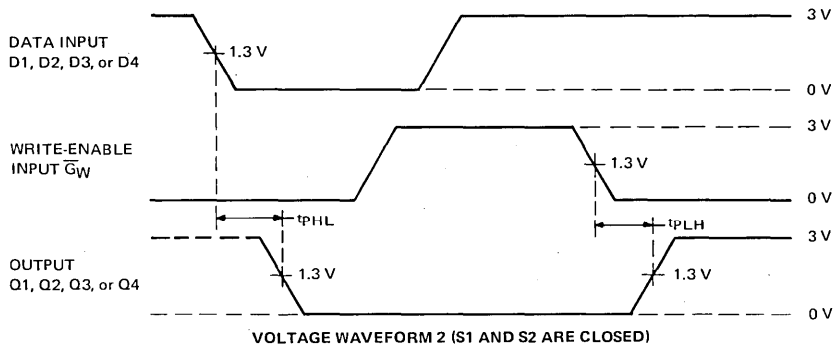 3 V
DATA INPUT
D1, D2, D3, or D4
1.3 V
0 V
3 V
WRITE-ENABLE
INPUT G̅W
1.3 V
0 V
tPHL
tPLH
3 V
OUTPUT
Q1, Q2, Q3, or Q4
1.3 V
1.3 V
0 V
VOLTAGE WAVEFORM 2 (S1 AND S2 ARE CLOSED)